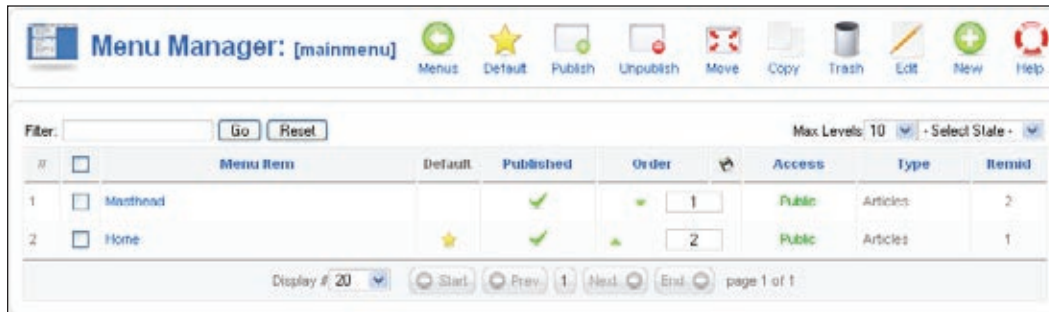 Menu Manager: [mainmenu]
Menus Default Publish Unpublish Move Copy Trash Edit New Help
Filter: Go Reset Max Levels 10 - Select State -
# Menu Item Default Published Order Access Type Itemid
1 Masthead 1 Public Articles 2
2 Home 2 Public Articles 1
Display # 20 Start Prev 1 Next End page 1 of 1